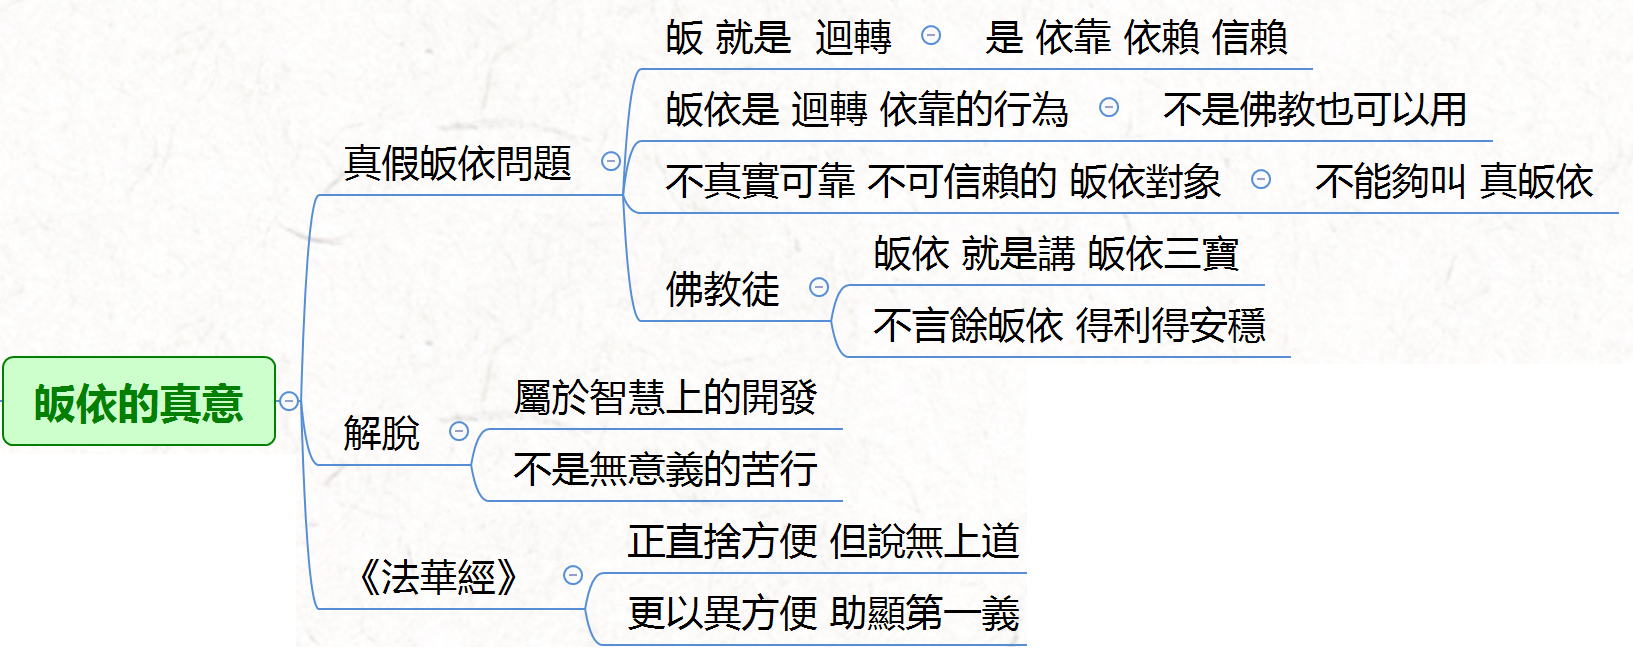 皈依的真意
真假皈依問題
皈 就是 迴轉
是 依靠 依賴 信賴
皈依是 迴轉 依靠的行為
不是佛教也可以用
不真實可靠 不可信賴的 皈依對象
不能夠叫 真皈依
佛教徒
皈依 就是講 皈依三寶
不言餘皈依 得利得安穩
解脫
屬於智慧上的開發
不是無意義的苦行
《法華經》
正直捨方便 但說無上道
更以異方便 助顯第一義